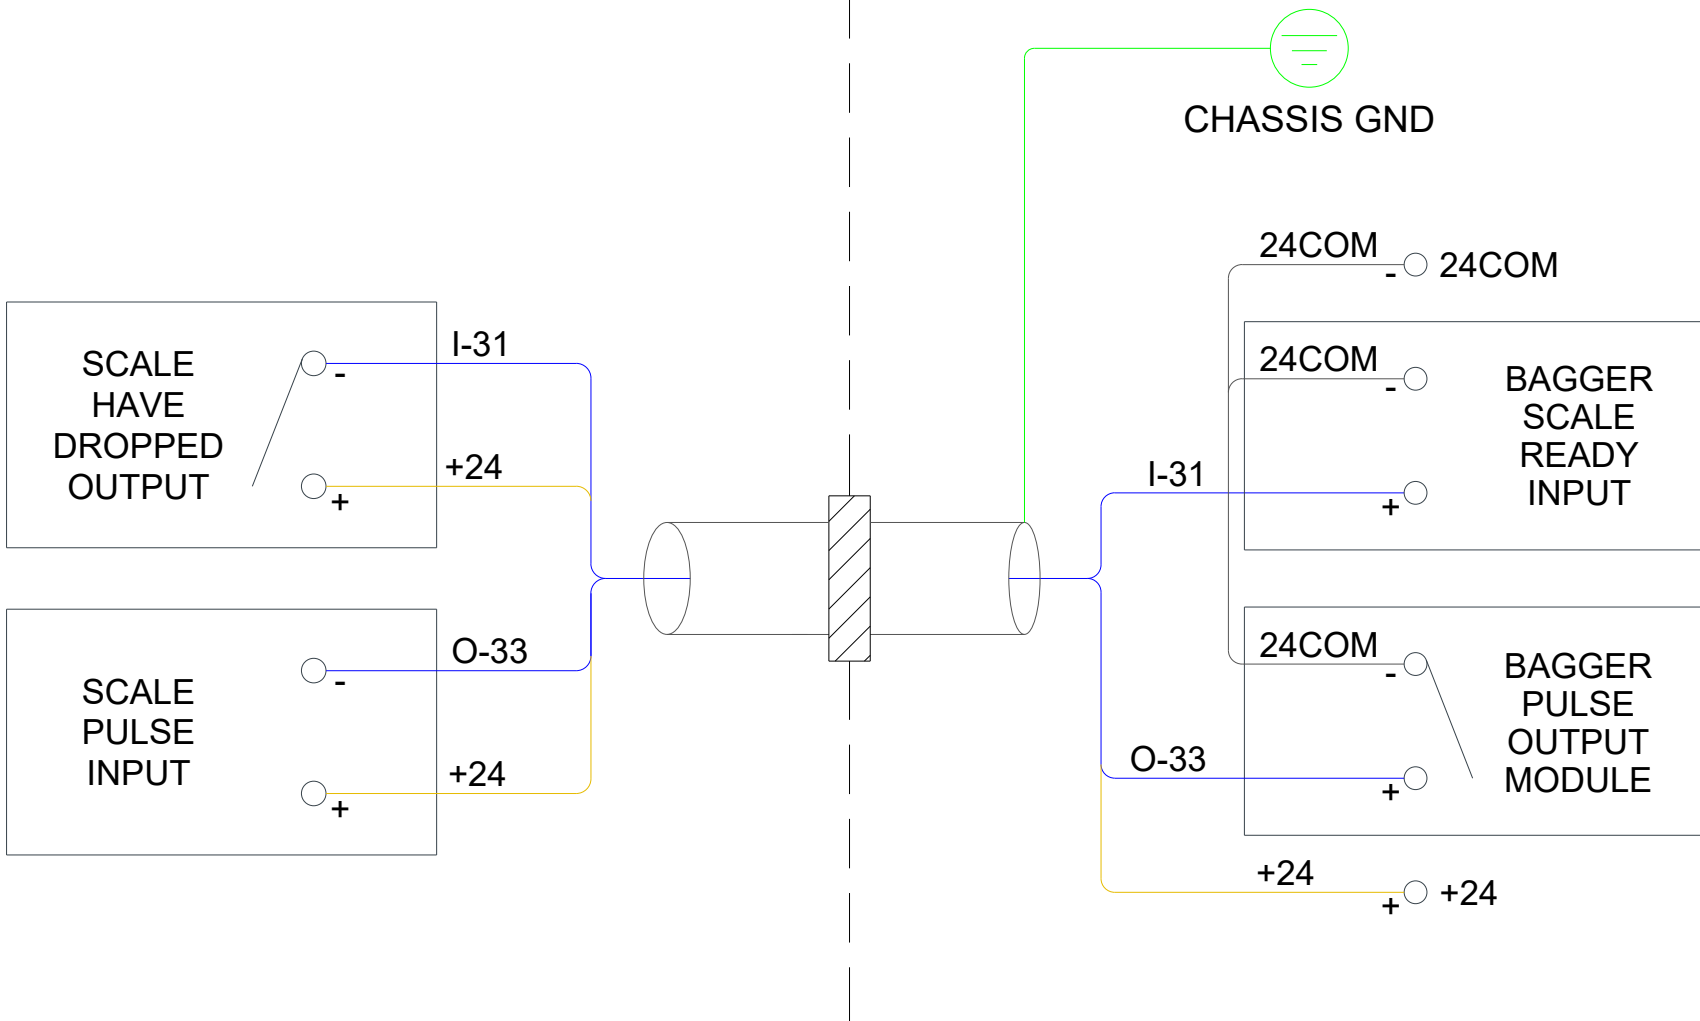 CHASSIS GND
SCALE
HAVE
DROPPED
OUTPUT
-
+
I-31
+24
SCALE
PULSE
INPUT
-
+
O-33
+24
24COM
-
24COM
24COM
-
I-31
+
BAGGER
SCALE
READY
INPUT
24COM
-
O-33
+
BAGGER
PULSE
OUTPUT
MODULE
+24
+
+24